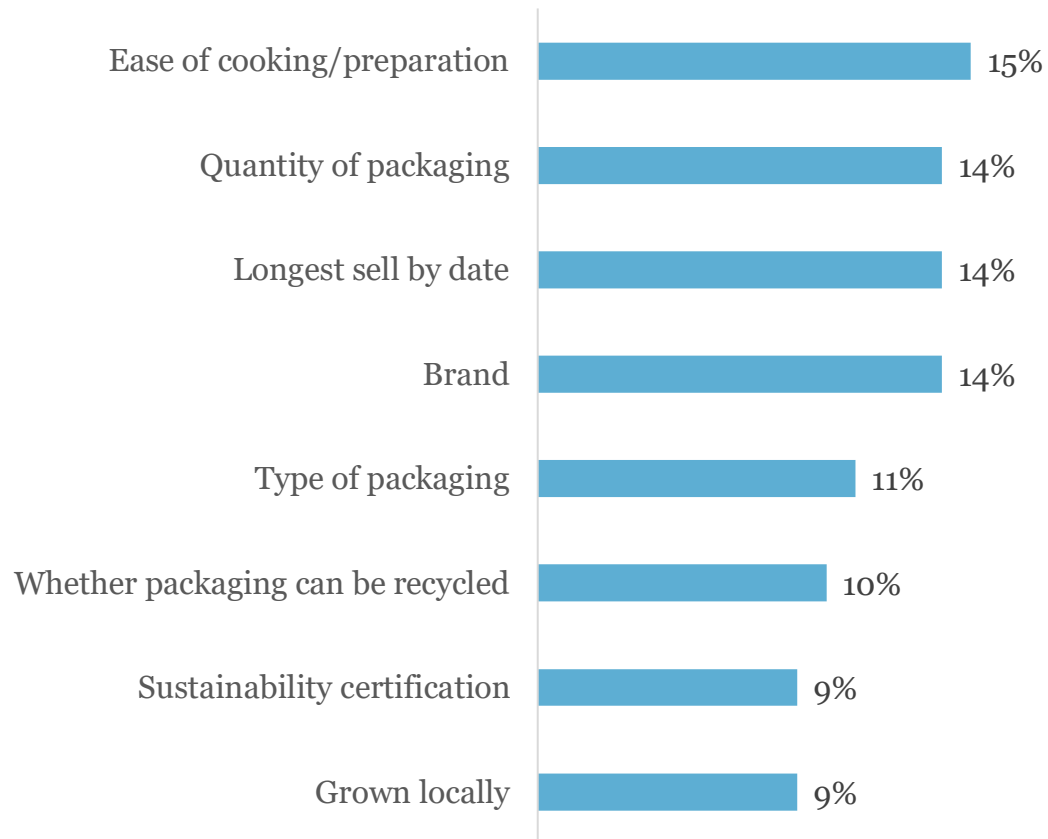 Ease of cooking/preparation 15%
Quantity of packaging 14%
Longest sell by date 14%
Brand 14%
Type of packaging 11%
Whether packaging can be recycled 10%
Sustainability certification 9%
Grown locally 9%